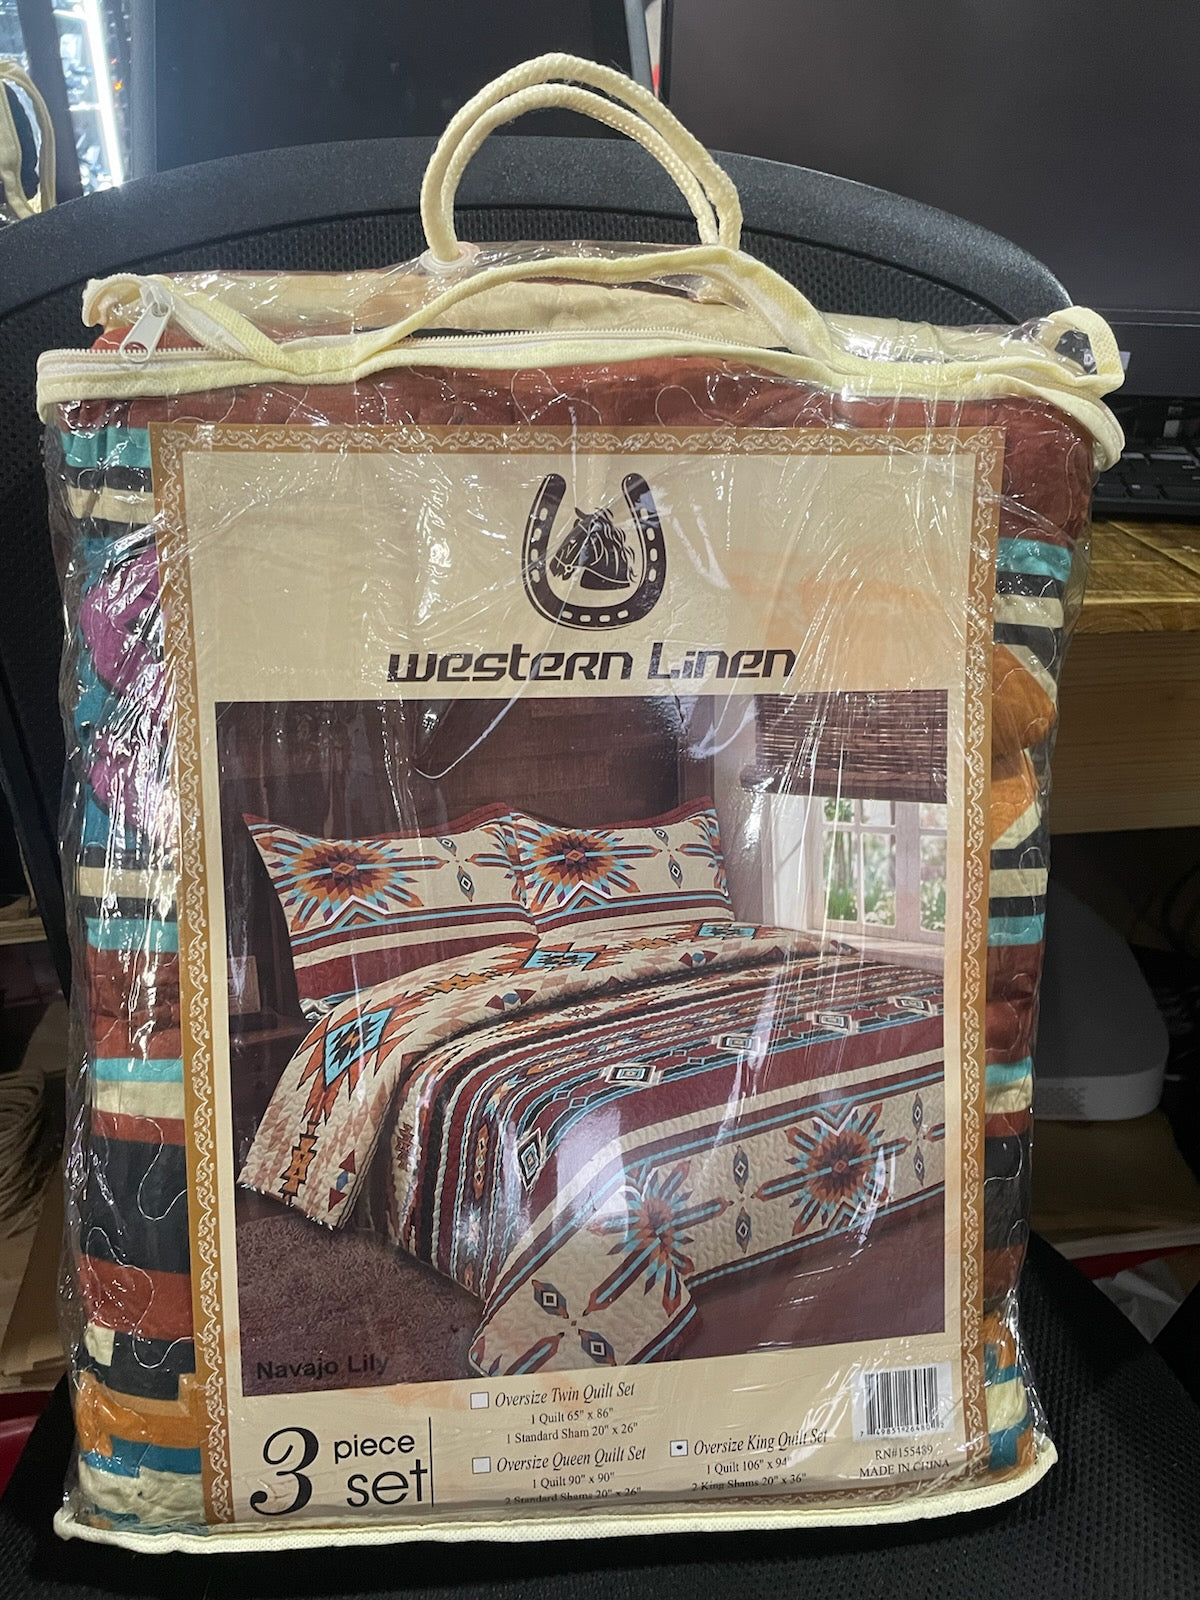 Western Linen
Navajo Lily
3 piece
set
Oversize Twin Quilt Set
1 Quilt 65" x 86"
1 Standard Sham 20" x 26"
Oversize Queen Quilt Set
1 Quilt 90" x 90"
2 Standard Shams 20" x 26"
Oversize King Quilt Set
1 Quilt 106" x 94"
2 King Shams 20" x 36"
RN#155489
MADE IN CHINA